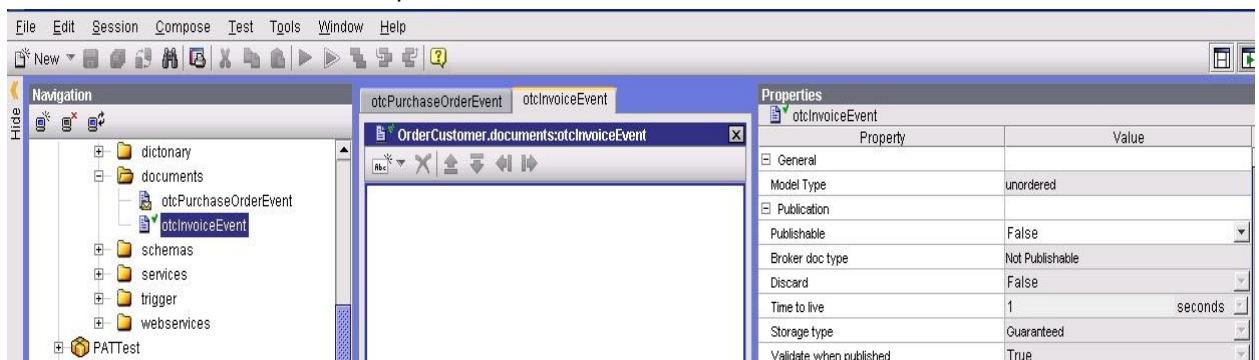 File Edit Session Compose Test Tools Window Help
New
Hide
Navigation
dictonary
documents
otcPurchaseOrderEvent
otcInvoiceEvent
schemas
services
trigger
webservices
PATTest
otcPurchaseOrderEvent otcInvoiceEvent
OrderCustomer.documents:otcInvoiceEvent
Abc
Properties
otcInvoiceEvent
Property Value
General
Model Type unordered
Publication
Publishable False
Broker doc type Not Publishable
Discard False
Time to live 1 seconds
Storage type Guaranteed
Validate when published True